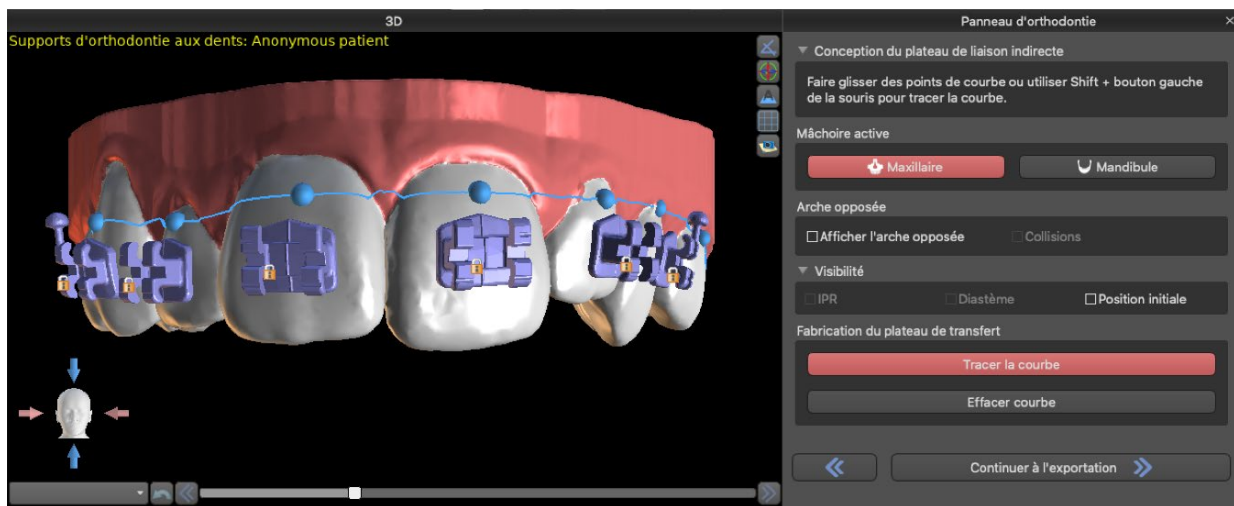 3D
Panneau d'orthodontie
Supports d'orthodontie aux dents: Anonymous patient
Conception du plateau de liaison indirecte
Faire glisser des points de courbe ou utiliser Shift + bouton gauche
de la souris pour tracer la courbe.
Mâchoire active
Maxillaire
Mandibule
Arche opposée
Afficher l'arche opposée
Collisions
Visibilité
IPR
Diastème
Position initiale
Fabrication du plateau de transfert
Tracer la courbe
Effacer courbe
Continuer à l'exportation